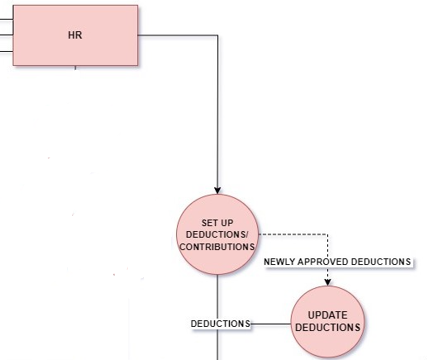 HR
SET UP
DEDUCTIONS/
CONTRIBUTIONS
NEWLY APPROVED DEDUCTIONS
UPDATE
DEDUCTIONS
DEDUCTIONS